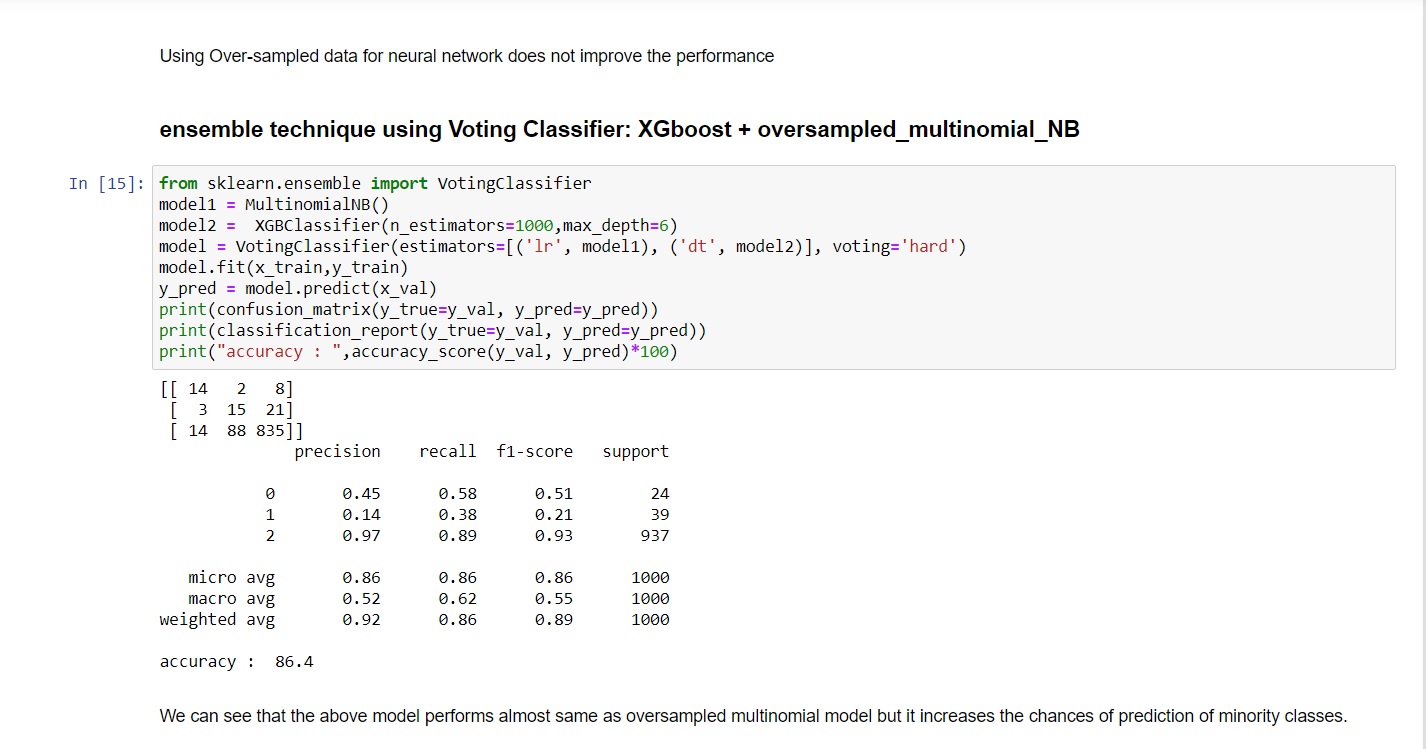 Using Over-sampled data for neural network does not improve the performance
ensemble technique using Voting Classifier: XGboost + oversampled_multinomial_NB
In [15]: from sklearn.ensemble import VotingClassifier
model1 = MultinomialNB()
model2 =  XGBClassifier(n_estimators=1000,max_depth=6)
model = VotingClassifier(estimators=[('lr', model1), ('dt', model2)], voting='hard')
model.fit(x_train,y_train)
y_pred = model.predict(x_val)
print(confusion_matrix(y_true=y_val, y_pred=y_pred))
print(classification_report(y_true=y_val, y_pred=y_pred))
print("accuracy : ",accuracy_score(y_val, y_pred)*100)
[[ 14   2   8]
 [  3  15  21]
 [ 14  88 835]]
              precision    recall  f1-score   support
           0       0.45      0.58      0.51        24
           1       0.14      0.38      0.21        39
           2       0.97      0.89      0.93       937
   micro avg       0.86      0.86      0.86      1000
   macro avg       0.52      0.62      0.55      1000
weighted avg       0.92      0.86      0.89      1000
accuracy :  86.4
We can see that the above model performs almost same as oversampled multinomial model but it increases the chances of prediction of minority classes.